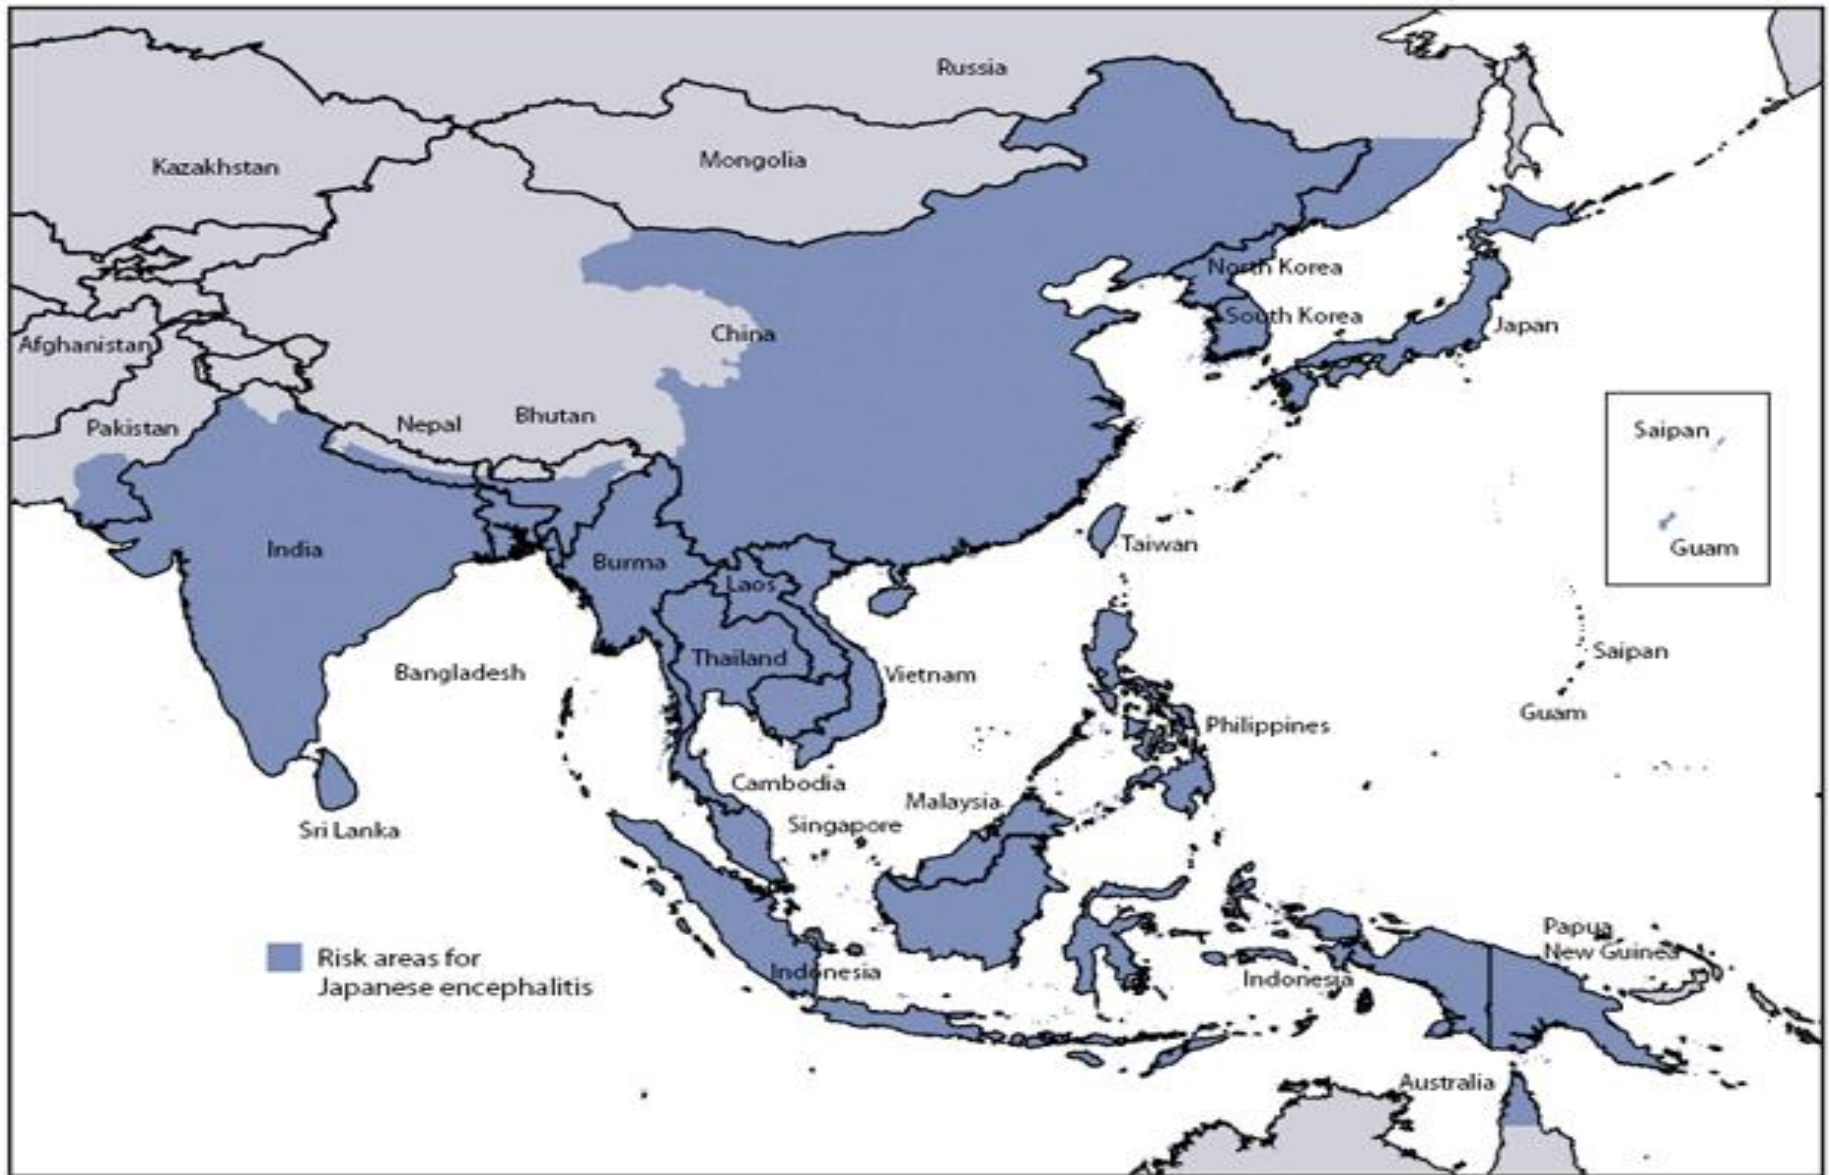 Russia
Kazakhstan
Mongolia
North Korea
South Korea
China
Japan
Afghanistan
Pakistan
Nepal
Bhutan
Saipan
Guam
India
Burma
Laos
Taiwan
Bangladesh
Thailand
Vietnam
Saipan
Guam
Philippines
Cambodia
Malaysia
Singapore
Sri Lanka
Papua
New Guinea
Risk areas for
Japanese encephalitis
Indonesia
Indonesia
Australia